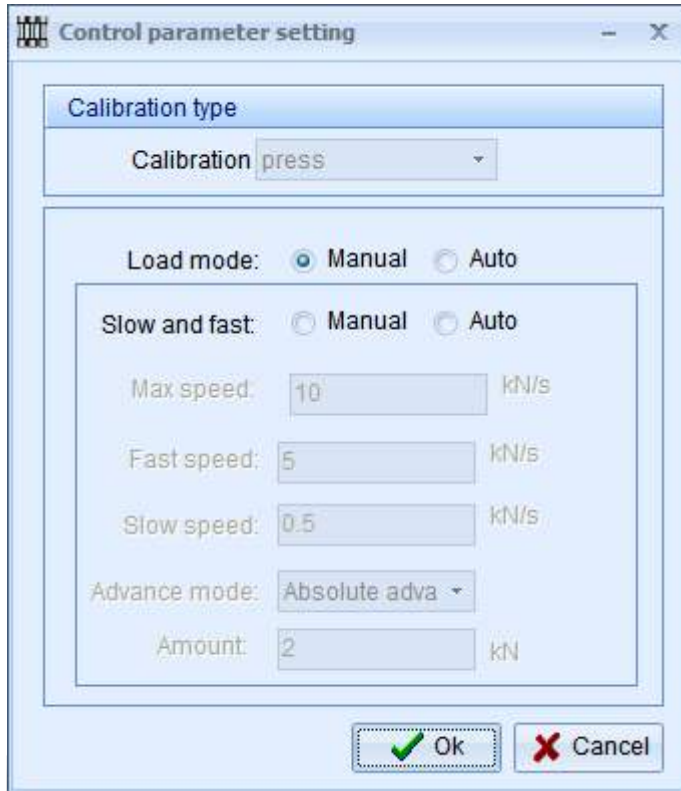 Control parameter setting
Calibration type
Calibration press
Load mode: Manual Auto
Slow and fast: Manual Auto
Max speed: 10 kN/s
Fast speed: 5 kN/s
Slow speed: 0.5 kN/s
Advance mode: Absolute adva
Amount: 2 kN
Ok Cancel